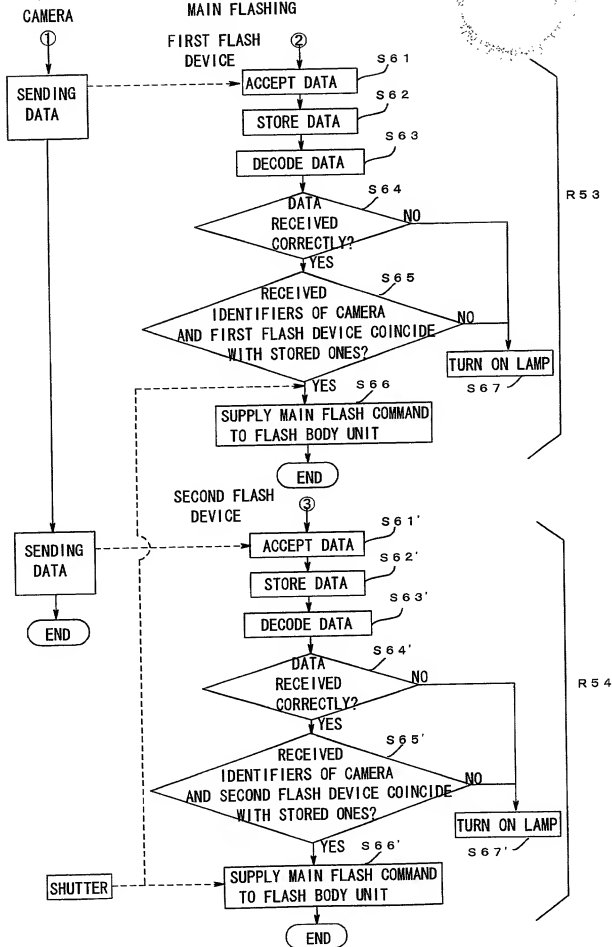 CAMERA
①
SENDING
DATA
MAIN FLASHING
FIRST FLASH
DEVICE
②
ACCEPT DATA
S61
STORE DATA
S62
DECODE DATA
S63
DATA
RECEIVED
CORRECTLY?
S64
NO
YES
RECEIVED
IDENTIFIERS OF CAMERA
AND FIRST FLASH DEVICE COINCIDE
WITH STORED ONES?
S65
NO
YES
TURN ON LAMP
S67
SUPPLY MAIN FLASH COMMAND
TO FLASH BODY UNIT
S66
END
R53
SECOND FLASH
DEVICE
③
SENDING
DATA
END
ACCEPT DATA
S61'
STORE DATA
S62'
DECODE DATA
S63'
DATA
RECEIVED
CORRECTLY?
S64'
NO
YES
RECEIVED
IDENTIFIERS OF CAMERA
AND SECOND FLASH DEVICE COINCIDE
WITH STORED ONES?
S65'
NO
YES
TURN ON LAMP
S67'
SHUTTER
SUPPLY MAIN FLASH COMMAND
TO FLASH BODY UNIT
S66'
END
R54